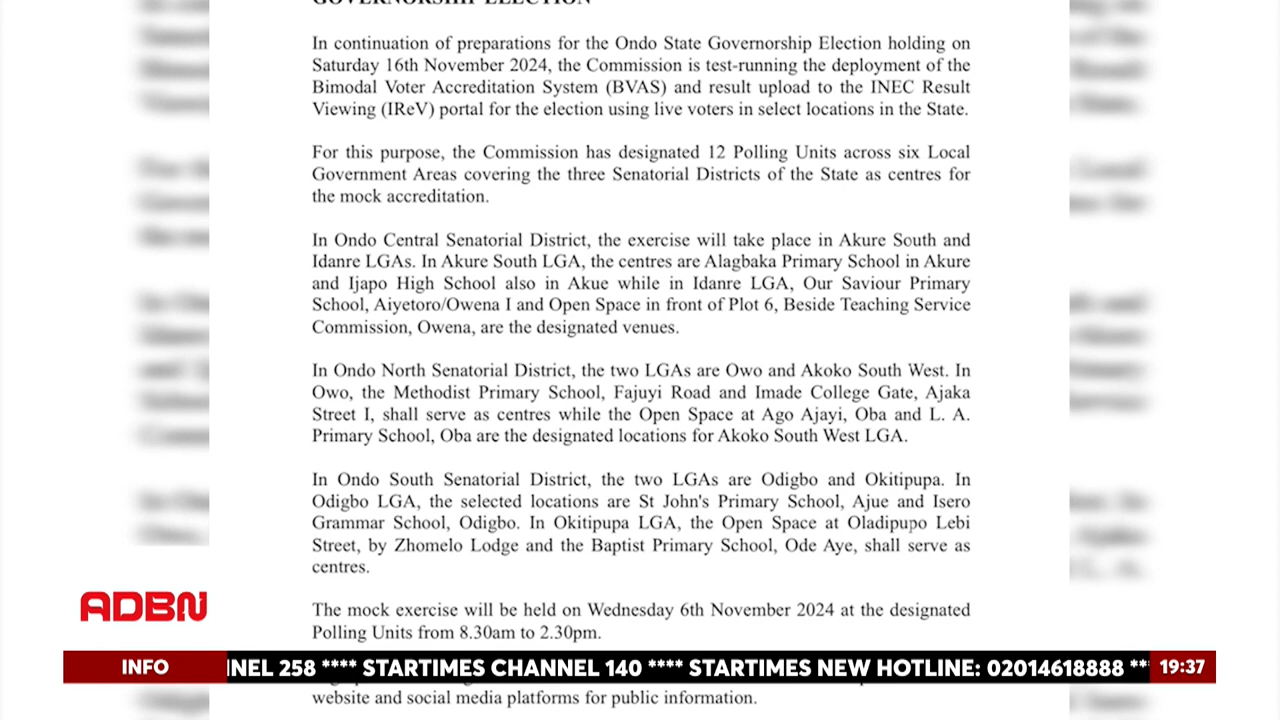 GOVERNORSHIP ELECTION
In continuation of preparations for the Ondo State Governorship Election holding on
Saturday 16th November 2024, the Commission is test-running the deployment of the
Bimodal Voter Accreditation System (BVAS) and result upload to the INEC Result
Viewing (IReV) portal for the election using live voters in select locations in the State.
For this purpose, the Commission has designated 12 Polling Units across six Local
Government Areas covering the three Senatorial Districts of the State as centres for
the mock accreditation.
In Ondo Central Senatorial District, the exercise will take place in Akure South and
Idanre LGAs. In Akure South LGA, the centres are Alagbaka Primary School in Akure
and Ijapo High School also in Akue while in Idanre LGA, Our Saviour Primary
School, Aiyetoro/Owena I and Open Space in front of Plot 6, Beside Teaching Service
Commission, Owena, are the designated venues.
In Ondo North Senatorial District, the two LGAs are Owo and Akoko South West. In
Owo, the Methodist Primary School, Fajuyi Road and Imade College Gate, Ajaka
Street I, shall serve as centres while the Open Space at Ago Ajayi, Oba and L. A.
Primary School, Oba are the designated locations for Akoko South West LGA.
In Ondo South Senatorial District, the two LGAs are Odigbo and Okitipupa. In
Odigbo LGA, the selected locations are St John's Primary School, Ajue and Isero
Grammar School, Odigbo. In Okitipupa LGA, the Open Space at Oladipupo Lebi
Street, by Zhomelo Lodge and the Baptist Primary School, Ode Aye, shall serve as
centres.
The mock exercise will be held on Wednesday 6th November 2024 at the designated
Polling Units from 8.30am to 2.30pm.
website and social media platforms for public information.
ADBN
INFO
NEL 258 **** STARTIMES CHANNEL 140 **** STARTIMES NEW HOTLINE: 02014618888 **
19:37